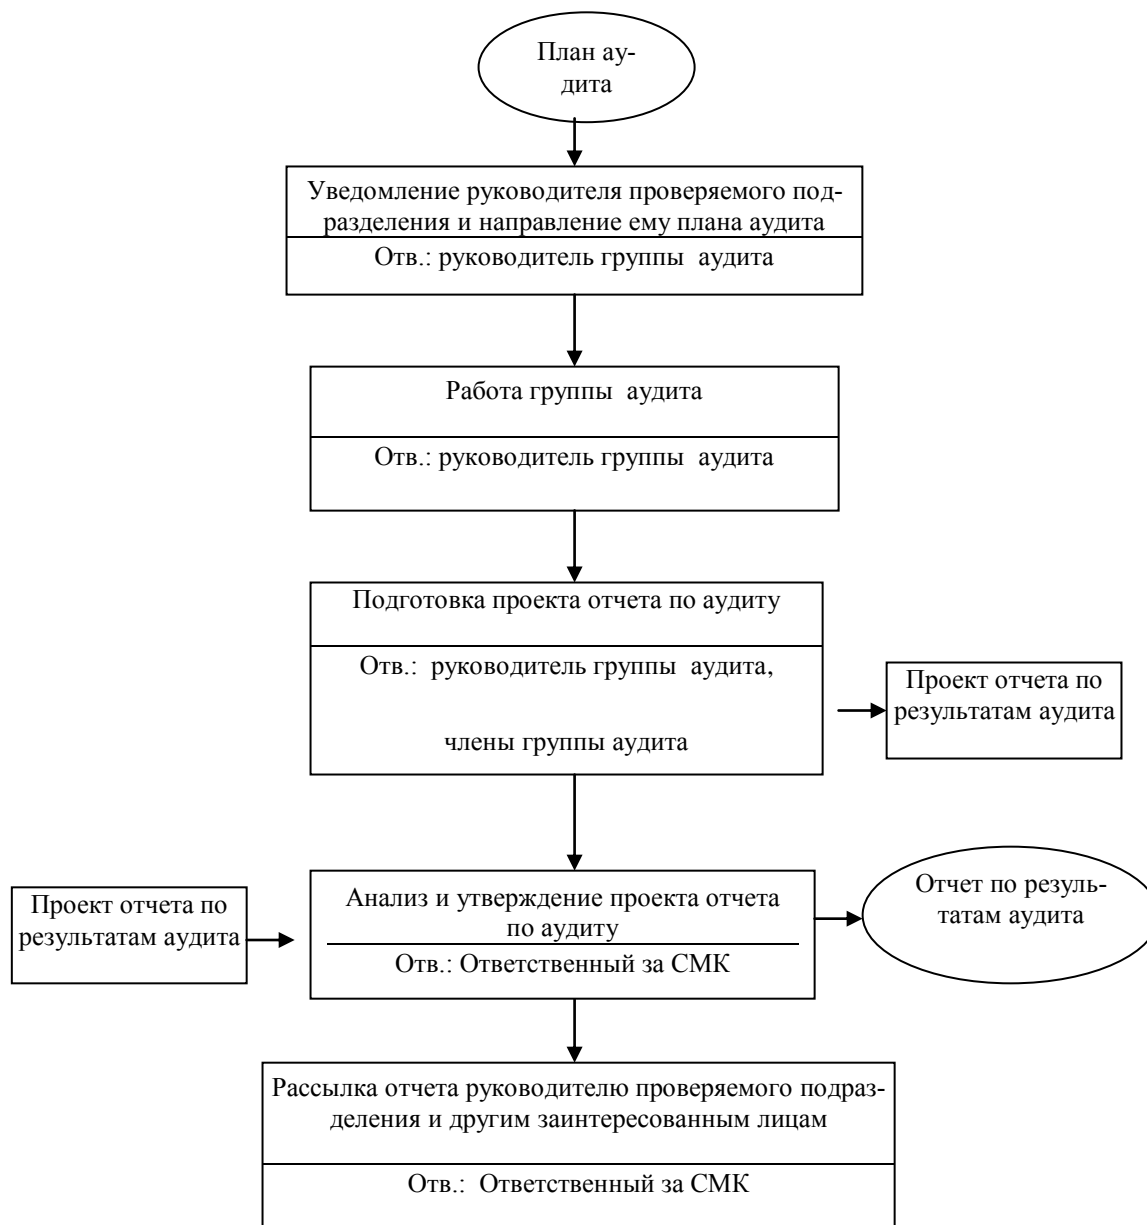 План ау-
дита
Уведомление руководителя проверяемого под-
разделения и направление ему плана аудита
Отв.: руководитель группы  аудита
Работа группы  аудита
Отв.: руководитель группы  аудита
Подготовка проекта отчета по аудиту
Отв.:  руководитель группы  аудита,
члены группы аудита
Проект отчета по
результатам аудита
Проект отчета по
результатам аудита
Анализ и утверждение проекта отчета
по аудиту
Отв.: Ответственный за СМК
Отчет по резуль-
татам аудита
Рассылка отчета руководителю проверяемого подраз-
деления и другим заинтересованным лицам
Отв.:  Ответственный за СМК